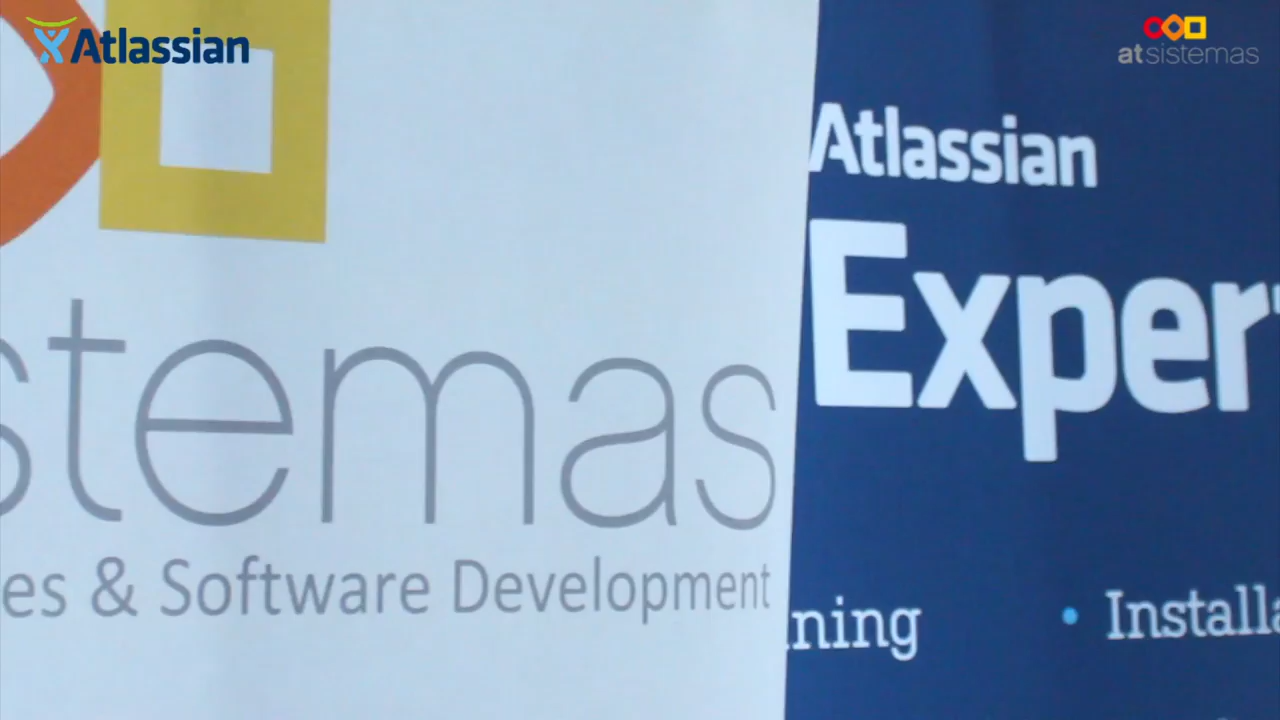 Atlassian
atsistemas
stemas
es & Software Development
Atlassian
Exper
ning
• Installa